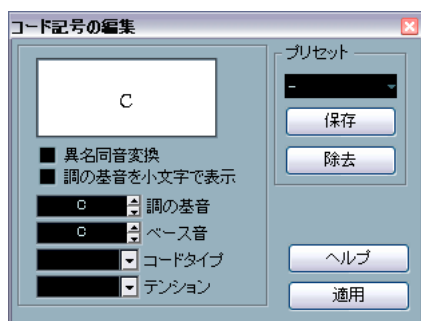 コード記号の編集
プリセット
-
保存
除去
C
異名同音変換
調の基音を小文字で表示
C 調の基音
C ベース音
コードタイプ
テンション
ヘルプ
適用